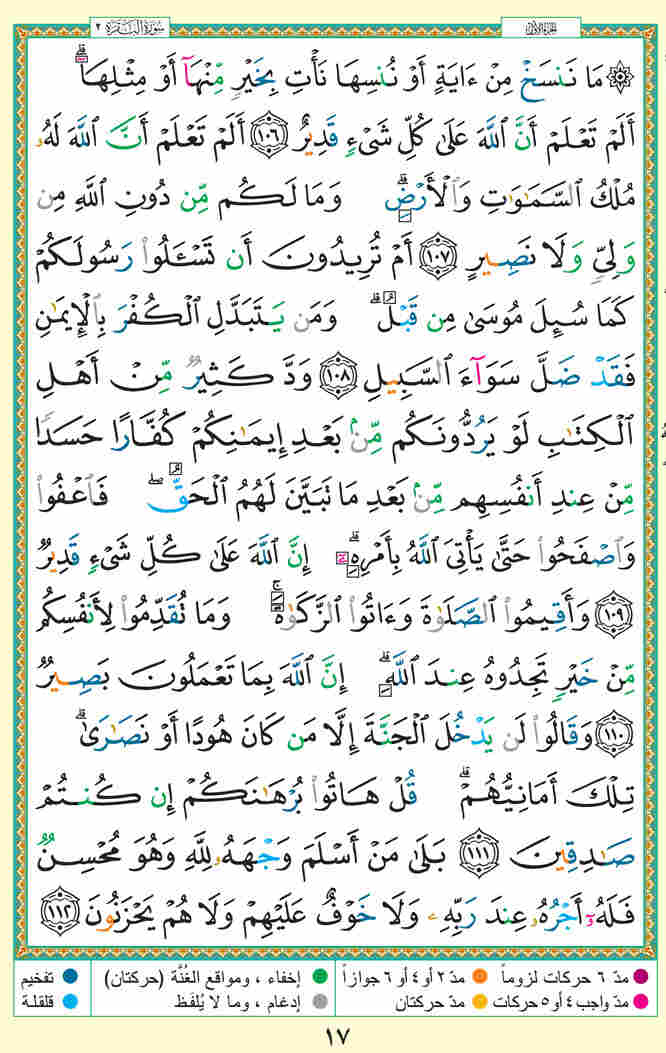 سورة البقرة ٢
الجزء الأول
۞ مَا نَنسَخْ مِنْ ءَايَةٍ أَوْ نُنسِهَا نَأْتِ بِخَيْرٍ مِّنْهَآ أَوْ مِثْلِهَآ ۗ
أَلَمْ تَعْلَمْ أَنَّ ٱللَّهَ عَلَىٰ كُلِّ شَىْءٍ قَدِيرٌ ١٠٦ أَلَمْ تَعْلَمْ أَنَّ ٱللَّهَ لَهُۥ
مُلْكُ ٱلسَّمَـٰوَٰتِ وَٱلْأَرْضِ ۗ وَمَا لَكُم مِّن دُونِ ٱللَّهِ مِن
وَلِىٍّ وَلَا نَصِيرٍ ١٠٧ أَمْ تُرِيدُونَ أَن تَسْـَٔلُوا۟ رَسُولَكُمْ
كَمَا سُئِلَ مُوسَىٰ مِن قَبْلُ ۗ وَمَن يَتَبَدَّلِ ٱلْكُفْرَ بِٱلْإِيمَـٰنِ
فَقَدْ ضَلَّ سَوَآءَ ٱلسَّبِيلِ ١٠٨ وَدَّ كَثِيرٌ مِّنْ أَهْلِ
ٱلْكِتَـٰبِ لَوْ يَرُدُّونَكُم مِّنۢ بَعْدِ إِيمَـٰنِكُمْ كُفَّارًا حَسَدًا
مِّنْ عِندِ أَنفُسِهِم مِّنۢ بَعْدِ مَا تَبَيَّنَ لَهُمُ ٱلْحَقُّ ۖ فَٱعْفُوا۟
وَٱصْفَحُوا۟ حَتَّىٰ يَأْتِىَ ٱللَّهُ بِأَمْرِهِۦٓ ۗ إِنَّ ٱللَّهَ عَلَىٰ كُلِّ شَىْءٍ قَدِيرٌ
١٠٩ وَأَقِيمُوا۟ ٱلصَّلَوٰةَ وَءَاتُوا۟ ٱلزَّكَوٰةَ ۚ وَمَا تُقَدِّمُوا۟ لِأَنفُسِكُم
مِّنْ خَيْرٍ تَجِدُوهُ عِندَ ٱللَّهِ ۗ إِنَّ ٱللَّهَ بِمَا تَعْمَلُونَ بَصِيرٌ
١١٠ وَقَالُوا۟ لَن يَدْخُلَ ٱلْجَنَّةَ إِلَّا مَن كَانَ هُودًا أَوْ نَصَـٰرَىٰ ۗ
تِلْكَ أَمَانِيُّهُمْ ۗ قُلْ هَاتُوا۟ بُرْهَـٰنَكُمْ إِن كُنتُمْ
صَـٰدِقِينَ ١١١ بَلَىٰ مَنْ أَسْلَمَ وَجْهَهُۥ لِلَّهِ وَهُوَ مُحْسِنٌ
فَلَهُۥٓ أَجْرُهُۥ عِندَ رَبِّهِۦ وَلَا خَوْفٌ عَلَيْهِمْ وَلَا هُمْ يَحْزَنُونَ ١١٢
مدّ ٦ حركات لزوماً مدّ ٢ أو ٤ أو ٦ جوازاً إخفاء ، ومواقع الغُنَّة (حركتان) تفخيم
مدّ واجب ٤ أو ٥ حركات مدّ حركتان إدغام ، وما لا يُلفَظ قلقلة
١٧